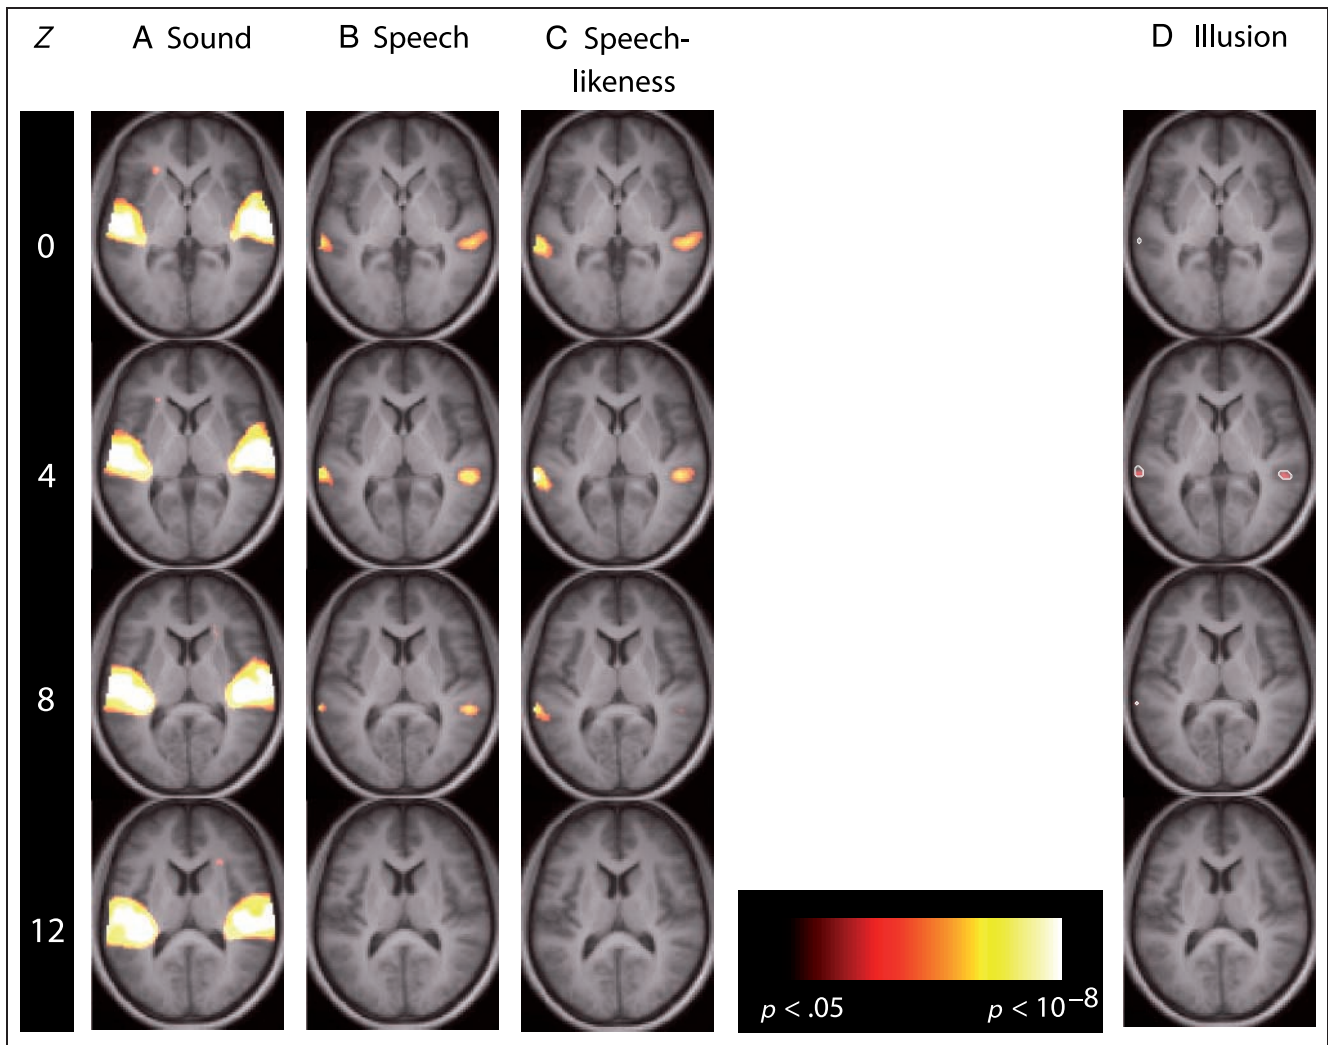 Z A Sound B Speech C Speech- D Illusion
likeness
0
4
8
12
p < .05 p < 10⁻⁸